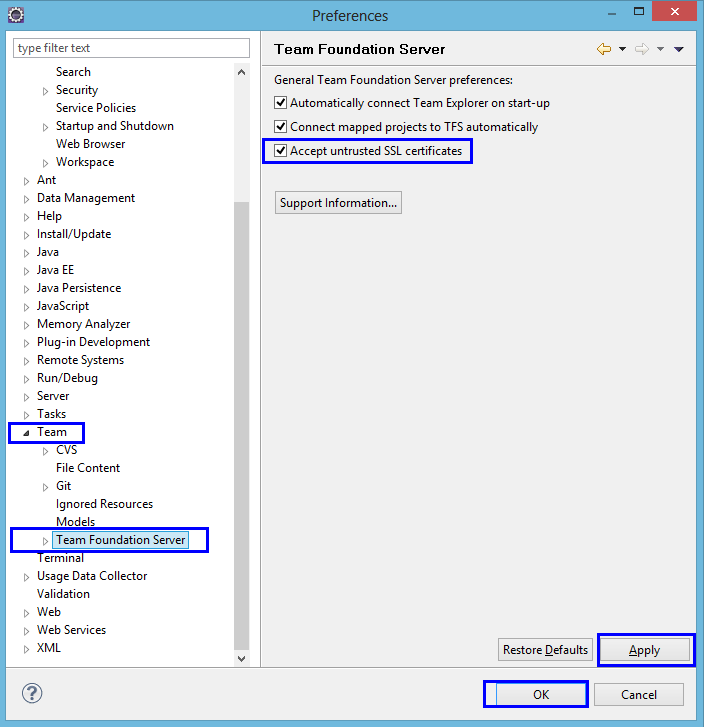 Preferences
type filter text
Search
Security
Service Policies
Startup and Shutdown
Web Browser
Workspace
Ant
Data Management
Help
Install/Update
Java
Java EE
Java Persistence
JavaScript
Memory Analyzer
Plug-in Development
Remote Systems
Run/Debug
Server
Tasks
Team
CVS
File Content
Git
Ignored Resources
Models
Team Foundation Server
Terminal
Usage Data Collector
Validation
Web
Web Services
XML
Team Foundation Server
General Team Foundation Server preferences:
Automatically connect Team Explorer on start-up
Connect mapped projects to TFS automatically
Accept untrusted SSL certificates
Support Information...
Restore Defaults
Apply
?
OK
Cancel